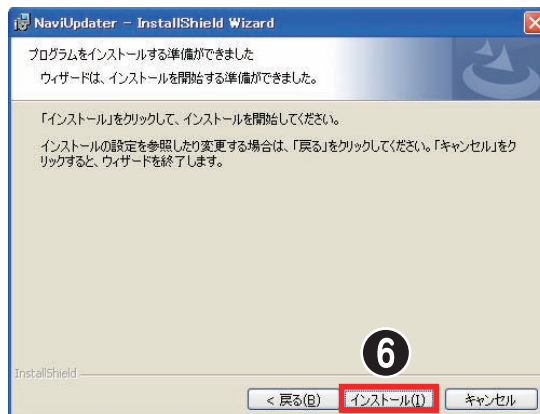 NaviUpdater - InstallShield Wizard
プログラムをインストールする準備ができました
ウィザードは、インストールを開始する準備ができました。
「インストール」をクリックして、インストールを開始してください。
インストールの設定を参照したり変更する場合は、「戻る」をクリックしてください。「キャンセル」をク
リックすると、ウィザードを終了します。
6
InstallShield
< 戻る(B) インストール(I) キャンセル